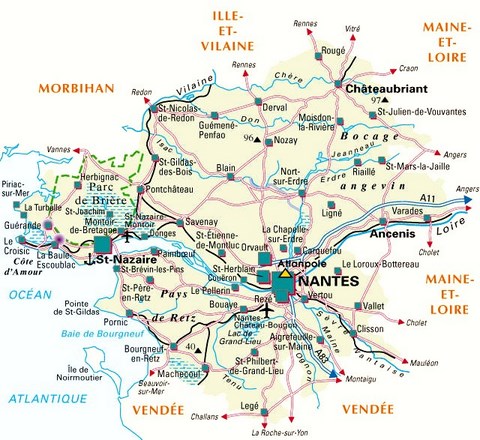 ILLE-
ET-
VILAINE
Rennes
Vitré
MAINE-
ET-
LOIRE
Rougé
Craon
Rennes
Chère
Vilaine
MORBIHAN
Redon
Châteaubriant
97
St-Nicolas-
de-Redon
Derval
Don
Guémené-
Penfao
Moisdon-
la-Rivière
St-Julien-de-Vouvantes
Isac
96
Nozay
Bocage
Jeanneau
Angers
Vannes
St-Gildas-
des-Bois
Blain
Nort-
sur-Erdre
Erdre
Riaillé
St-Mars-la-Jaille
angevin
Herbignac
Parc
de Brière
Pontchâteau
Piriac-
sur-Mer
La Turballe
St-Joachim
Montoir-
de-Bretagne
St-Nazaire-
Montoir
Savenay
Ligné
A11
Angers
Varades
Loire
Guérande
Donges
St-Étienne-
de-Montluc
La Chapelle-
sur-Erdre
Ancenis
Le
Croisic
La Baule-
Escoublac
Côte
d'Amour
St-Nazaire
Paimbœuf
Orvault
Carquefou
Cholet
Atlanpole
Le Loroux-Bottereau
St-Brévin-les-Pins
St-Herblain
Couëron
NANTES
MAINE-
ET-
LOIRE
OCÉAN
St-Père-
en-Retz
Pays
Le Pellerin
Rezé
Vertou
Vallet
Pointe
de St-Gildas
Bouaye
de Retz
Nantes-
Château-Bougon
Sèvre
Nantaise
Maine
Cholet
Pornic
Lac de
Grand-Lieu
Clisson
Baie de Bourgneuf
Aigrefeuille-
sur-Maine
Bourgneuf-
en-Retz
40
A83
Île de
Noirmoutier
Machecoul
St-Philbert-
de-Grand-Lieu
Ognon
Mauléon
Beauvoir-
sur-Mer
Tenu
Montaigu
ATLANTIQUE
VENDÉE
Challans
Legé
VENDÉE
La Roche-sur-Yon